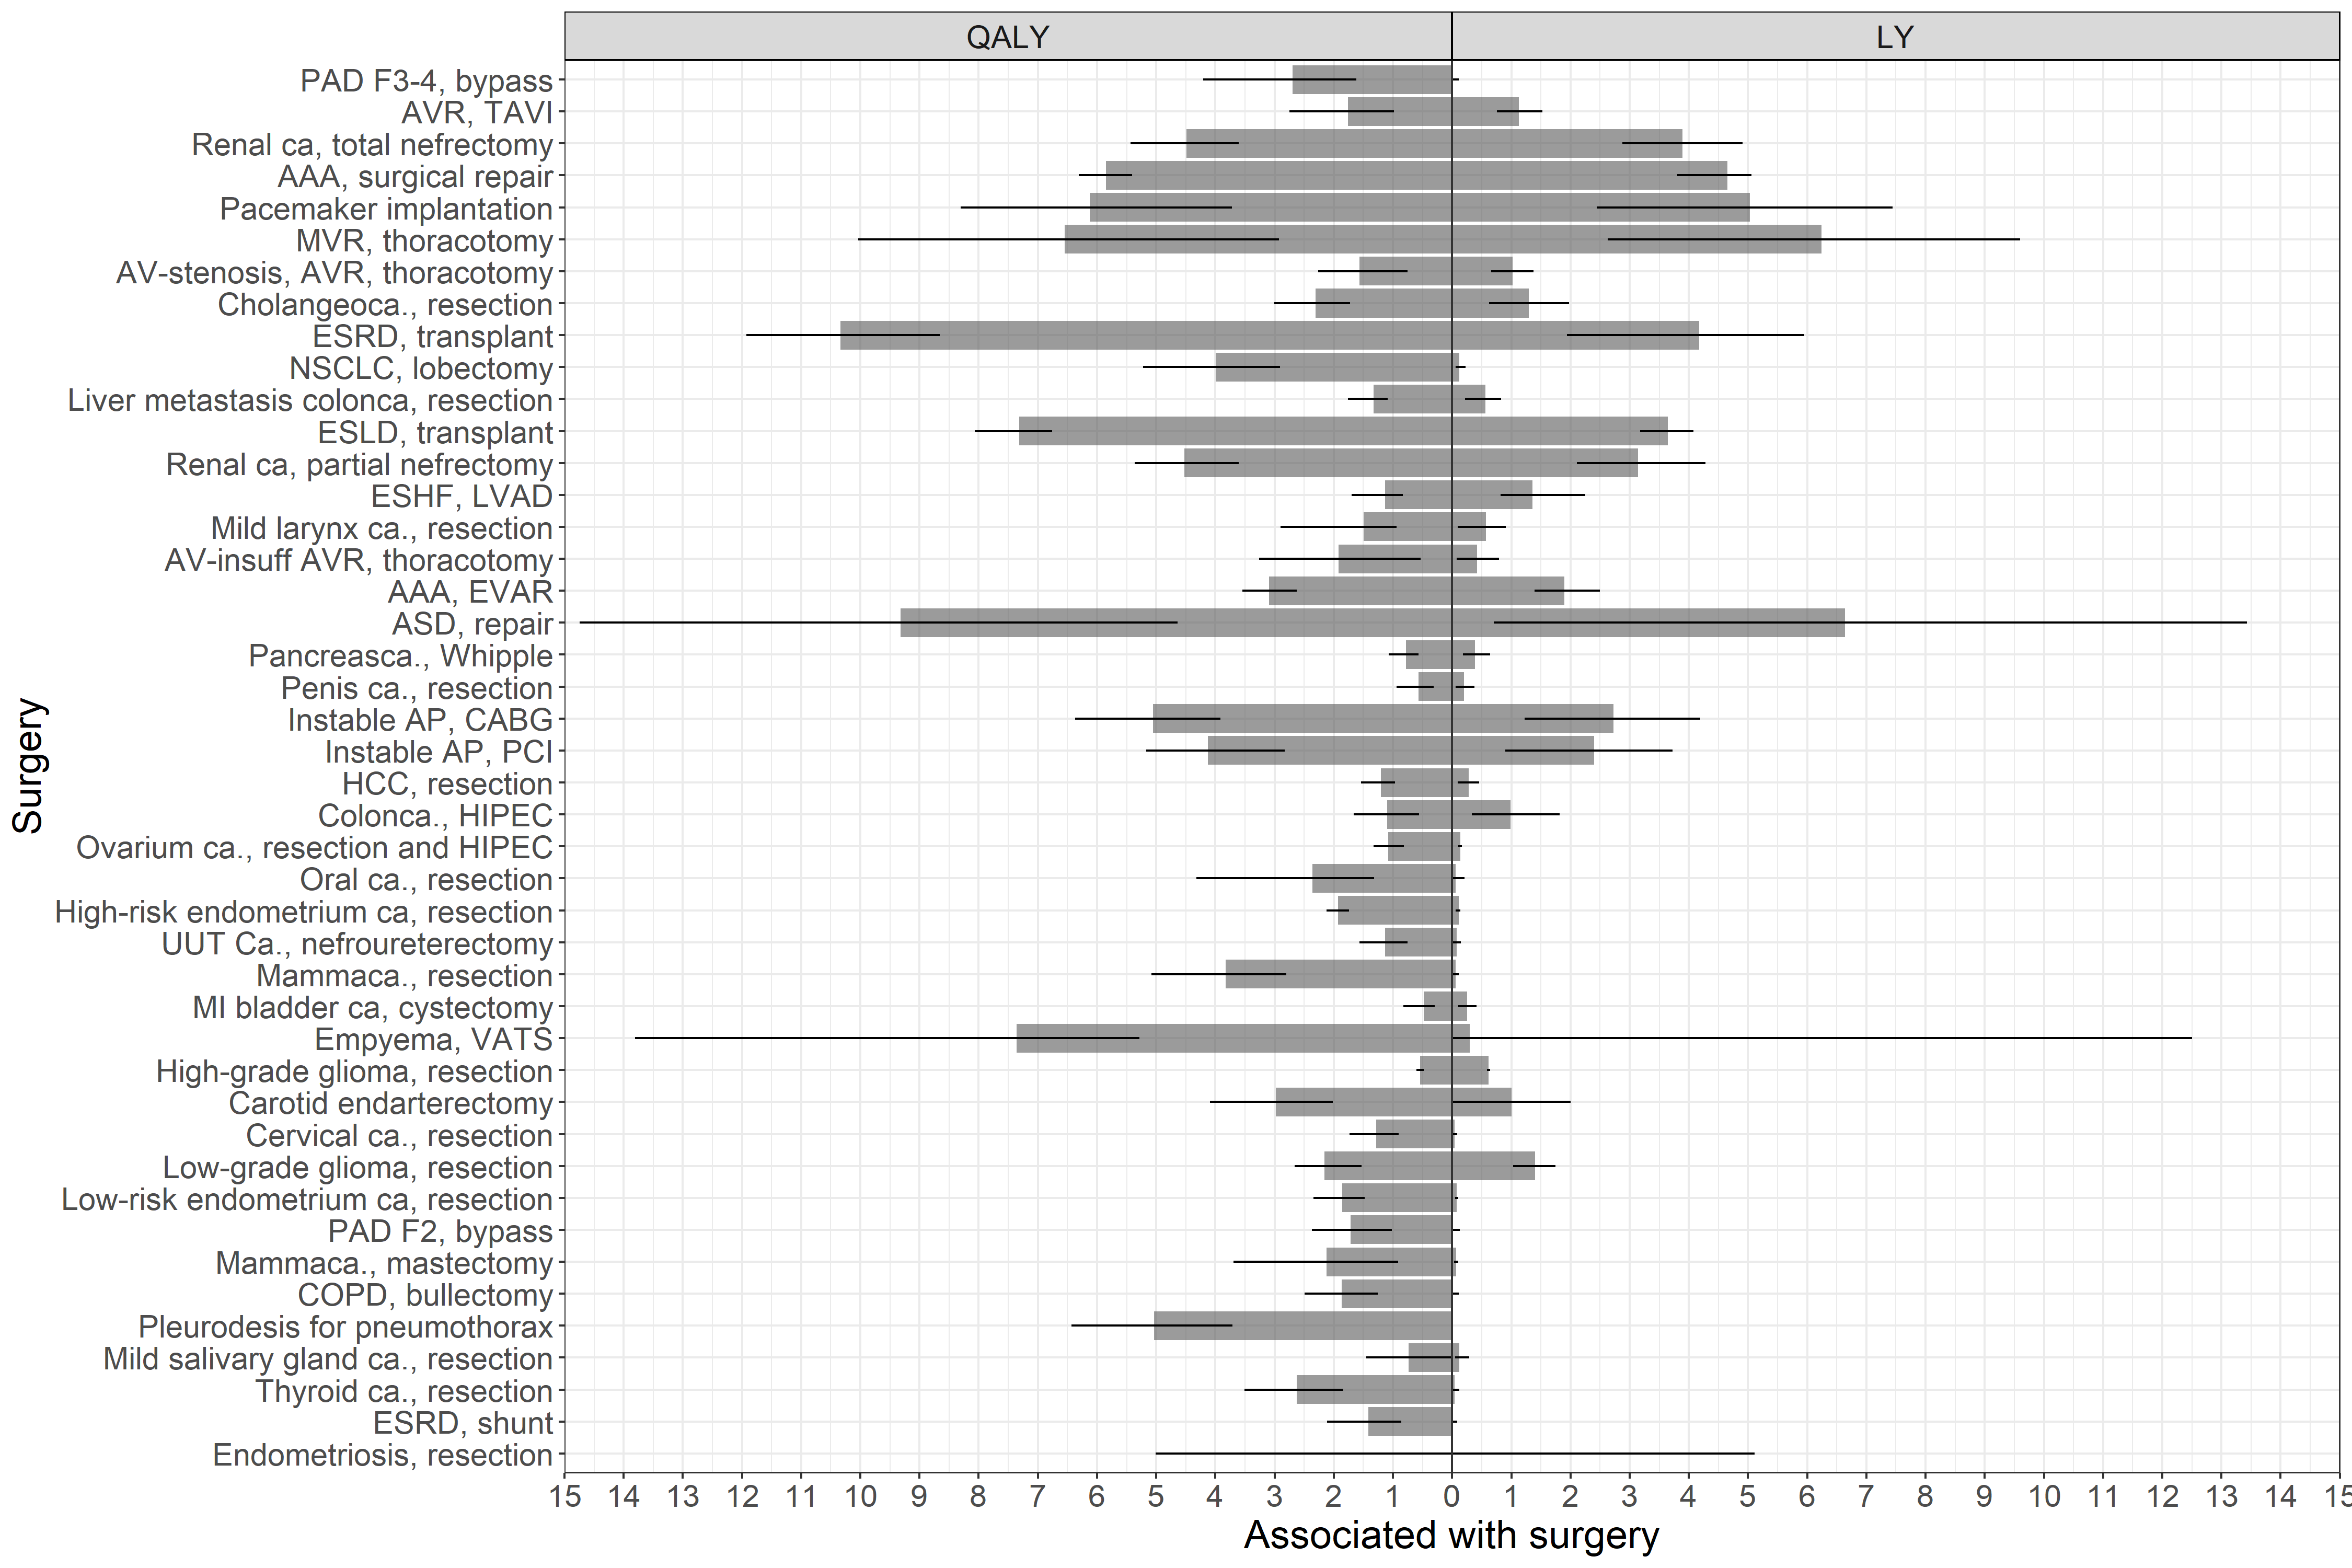 QALY LY
PAD F3-4, bypass
AVR, TAVI
Renal ca, total nefrectomy
AAA, surgical repair
Pacemaker implantation
MVR, thoracotomy
AV-stenosis, AVR, thoracotomy
Cholangeoca., resection
ESRD, transplant
NSCLC, lobectomy
Liver metastasis colonca, resection
ESLD, transplant
Renal ca, partial nefrectomy
ESHF, LVAD
Mild larynx ca., resection
AV-insuff AVR, thoracotomy
AAA, EVAR
ASD, repair
Pancreasca., Whipple
Penis ca., resection
Instable AP, CABG
Instable AP, PCI
HCC, resection
Colonca., HIPEC
Ovarium ca., resection and HIPEC
Oral ca., resection
High-risk endometrium ca, resection
UUT Ca., nefroureterectomy
Mammaca., resection
MI bladder ca, cystectomy
Empyema, VATS
High-grade glioma, resection
Carotid endarterectomy
Cervical ca., resection
Low-grade glioma, resection
Low-risk endometrium ca, resection
PAD F2, bypass
Mammaca., mastectomy
COPD, bullectomy
Pleurodesis for pneumothorax
Mild salivary gland ca., resection
Thyroid ca., resection
ESRD, shunt
Endometriosis, resection
Surgery
15 14 13 12 11 10 9 8 7 6 5 4 3 2 1 0 1 2 3 4 5 6 7 8 9 10 11 12 13 14 15
Associated with surgery